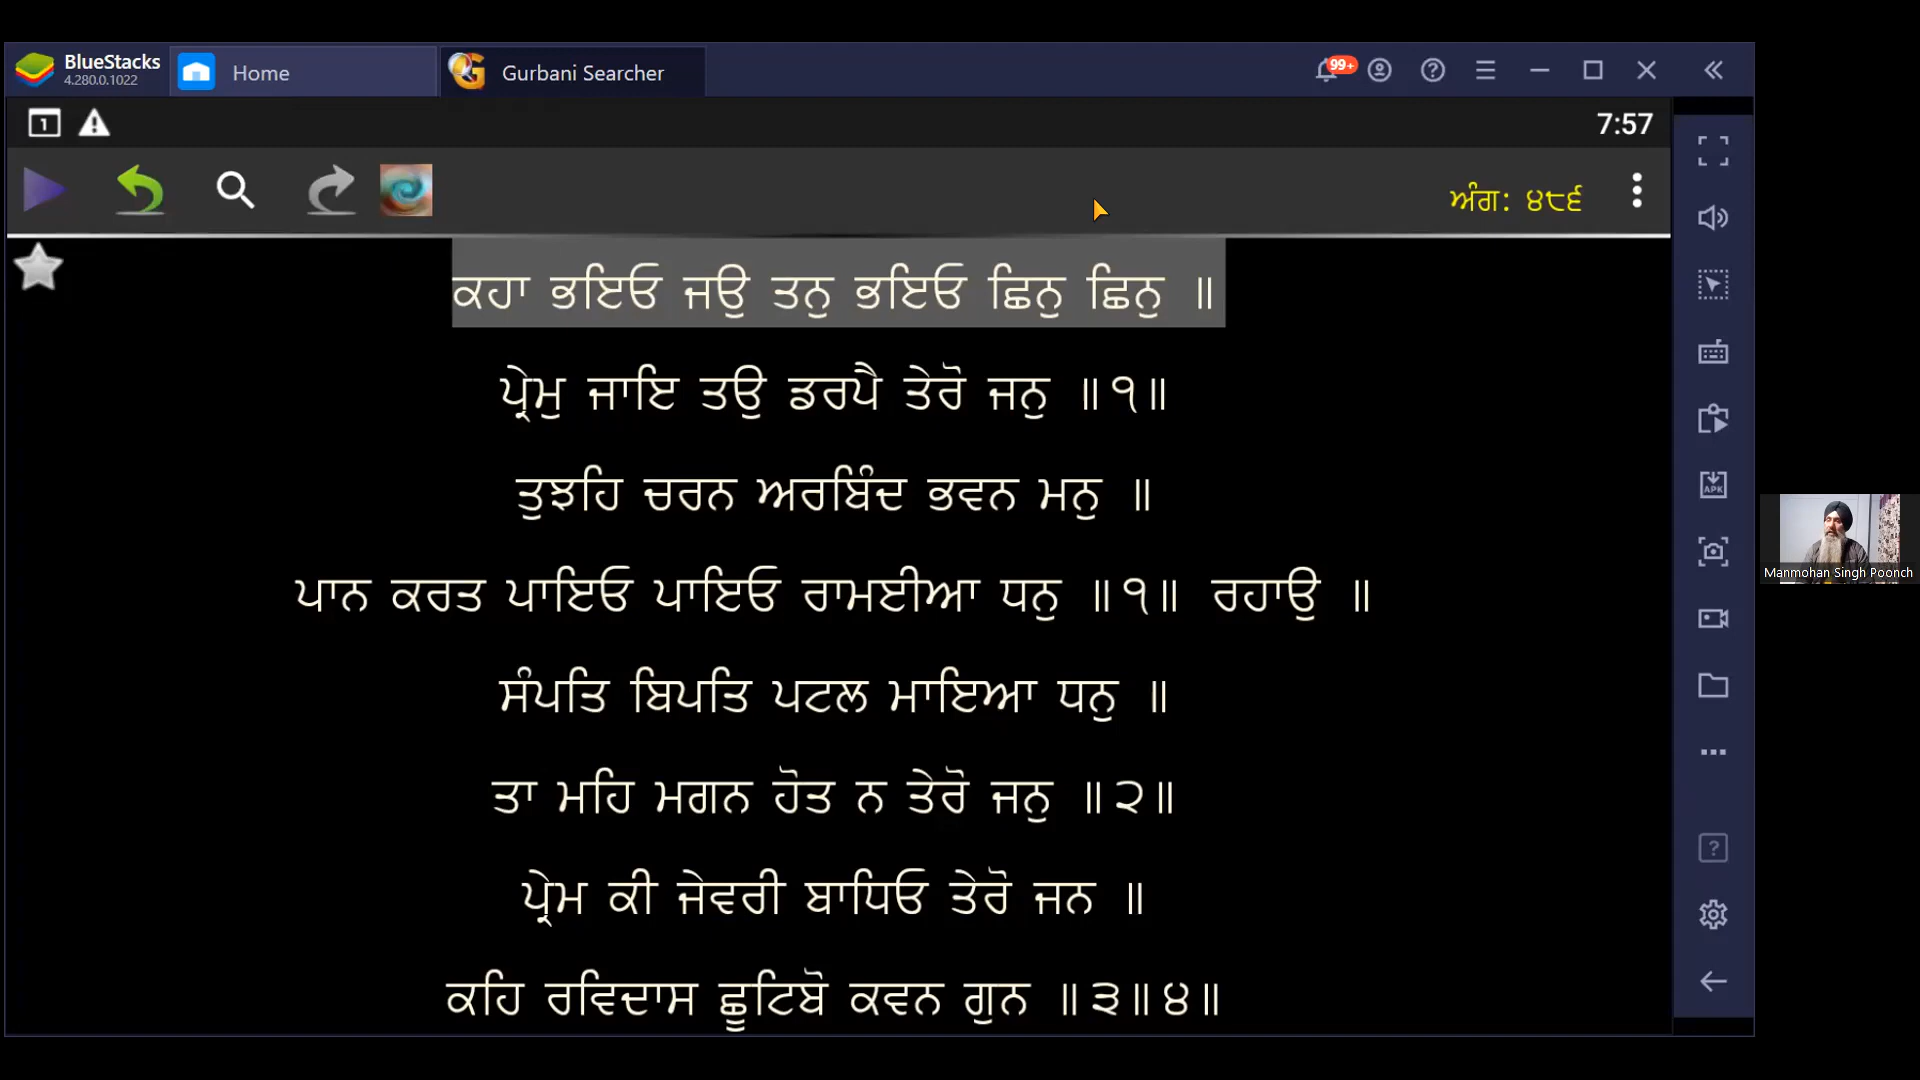 BlueStacks
4.280.0.1022
Home
Gurbani Searcher
99+
1
7:57
ਅੰਗ: ੪੮੬
ਕਹਾ ਭਇਓ ਜਉ ਤਨੁ ਭਇਓ ਛਿਨੁ ਛਿਨੁ ॥
ਪ੍ਰੇਮੁ ਜਾਇ ਤਉ ਡਰਪੈ ਤੇਰੋ ਜਨੁ ॥੧॥
ਤੁਝਹਿ ਚਰਨ ਅਰਬਿੰਦ ਭਵਨ ਮਨੁ ॥
ਪਾਨ ਕਰਤ ਪਾਇਓ ਪਾਇਓ ਰਾਮਈਆ ਧਨੁ ॥੧॥ ਰਹਾਉ ॥
ਸੰਪਤਿ ਬਿਪਤਿ ਪਟਲ ਮਾਇਆ ਧਨੁ ॥
ਤਾ ਮਹਿ ਮਗਨ ਹੋਤ ਨ ਤੇਰੋ ਜਨੁ ॥੨॥
ਪ੍ਰੇਮ ਕੀ ਜੇਵਰੀ ਬਾਧਿਓ ਤੇਰੋ ਜਨ ॥
ਕਹਿ ਰਵਿਦਾਸ ਛੂਟਿਬੋ ਕਵਨ ਗੁਨ ॥੩॥੪॥
APK
Manmohan Singh Poonch